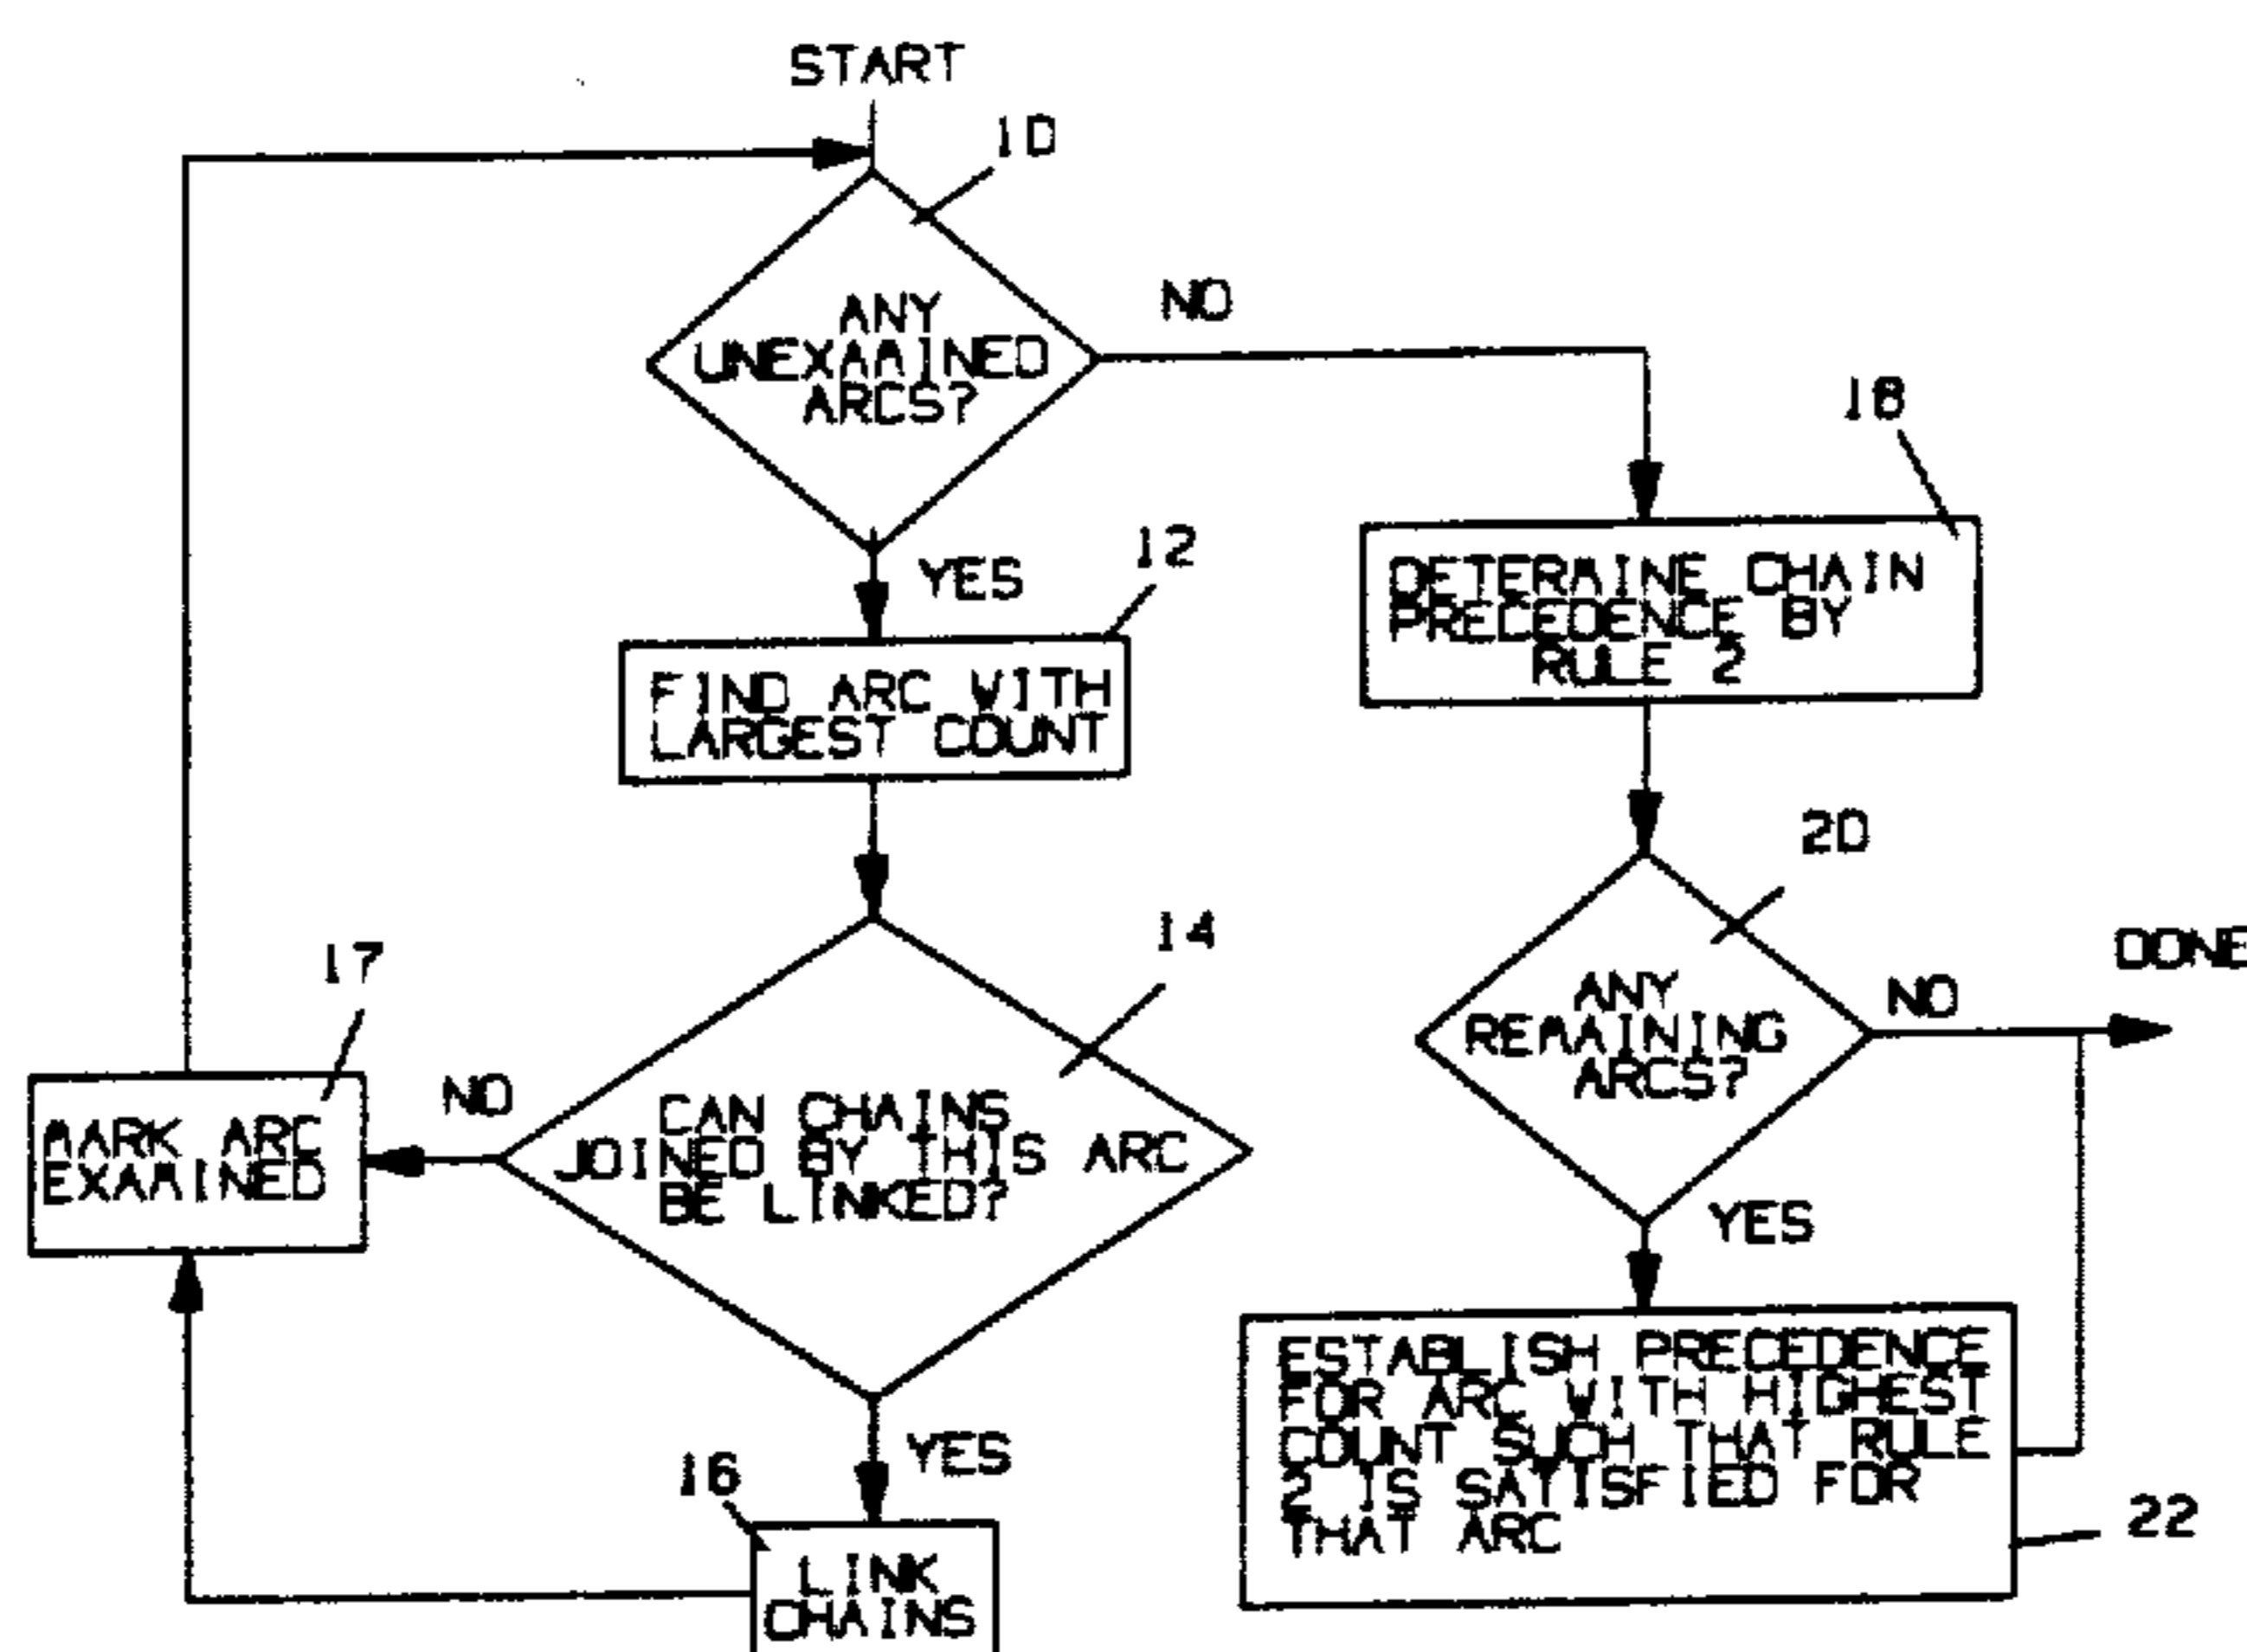 START
10
ANY
UNEXAMINED
ARCS?
NO
YES
12
FIND ARC WITH
LARGEST COUNT
14
CAN CHAINS
JOINED BY THIS ARC
BE LINKED?
NO
17
MARK ARC
EXAMINED
YES
16
LINK
CHAINS
18
DETERMINE CHAIN
PRECEDENCE BY
RULE 2
20
ANY
REMAINING
ARCS?
NO
DONE
YES
ESTABLISH PRECEDENCE
FOR ARC WITH HIGHEST
COUNT SUCH THAT RULE
2 IS SATISFIED FOR
THAT ARC
22